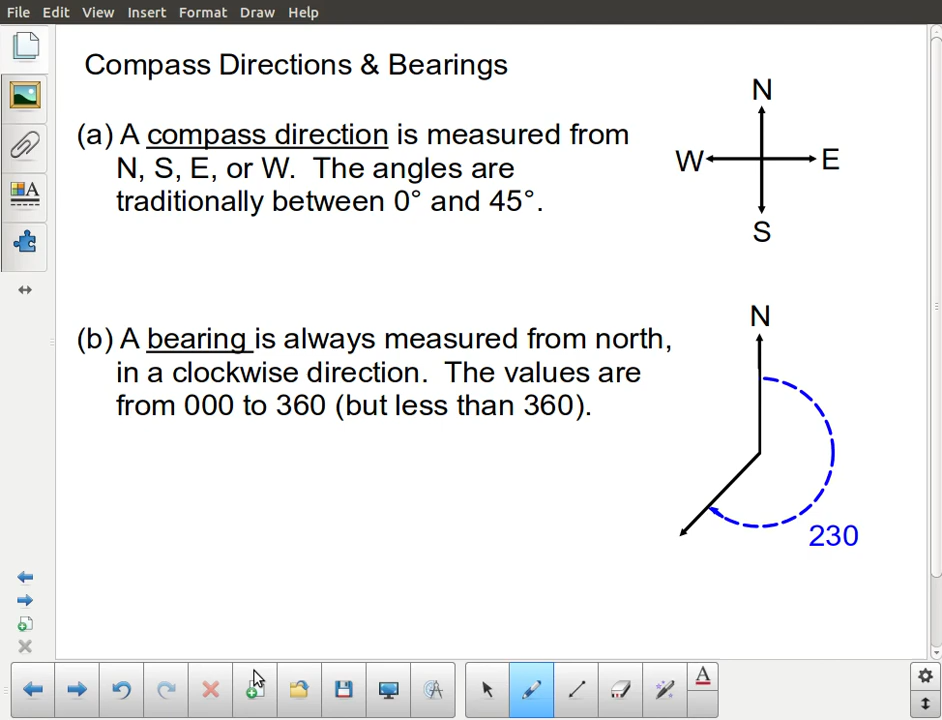 File Edit View Insert Format Draw Help
Compass Directions & Bearings
(a) A compass direction is measured from
N, S, E, or W. The angles are
traditionally between 0° and 45°.
N
W
E
S
(b) A bearing is always measured from north,
in a clockwise direction. The values are
from 000 to 360 (but less than 360).
N
230
A
A